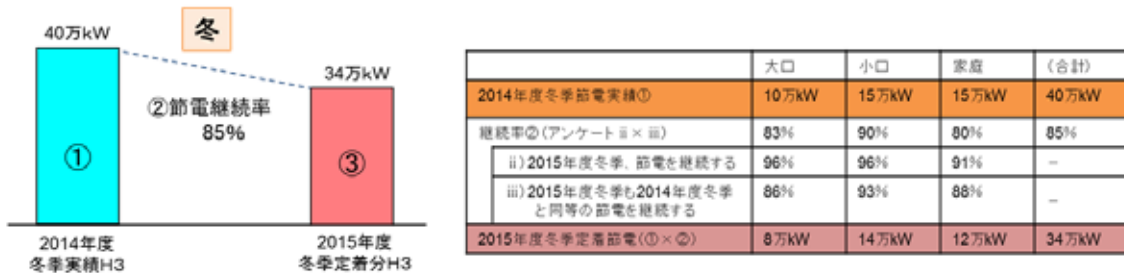 冬
40万kW
34万kW
②節電継続率
85%
①
③
2014年度
冬季実績H3
2015年度
冬季定着分H3
大口 小口 家庭 (合計)
2014年度冬季節電実績① 10万kW 15万kW 15万kW 40万kW
継続率②(アンケートⅱ×ⅲ) 83% 90% 80% 85%
ⅱ)2015年度冬季、節電を継続する 96% 96% 91% −
ⅲ)2015年度冬季も2014年度冬季
と同等の節電を継続する 86% 93% 88% −
2015年度冬季定着節電(①×②) 8万kW 14万kW 12万kW 34万kW